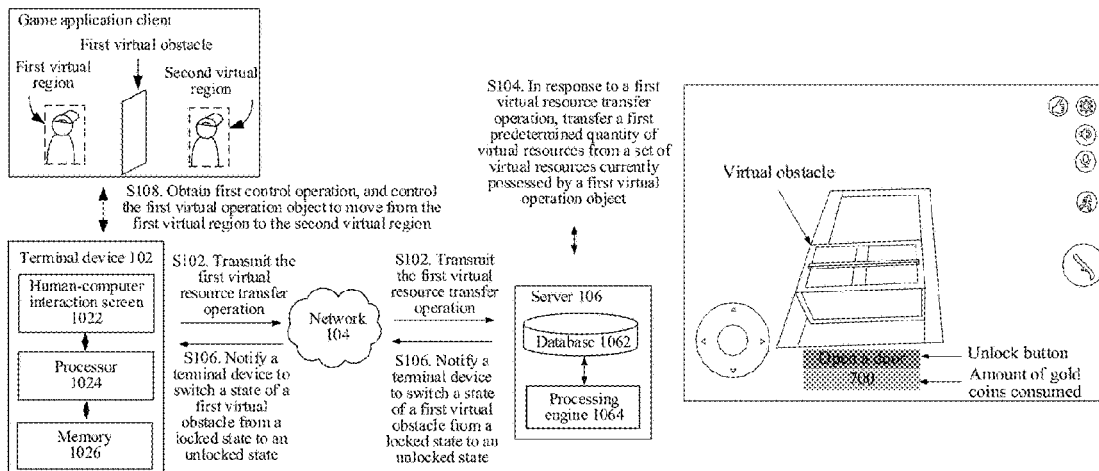 Game application client
First virtual obstacle
First virtual
region
Second virtual
region
S108. Obtain first control operation, and control
the first virtual operation object to move from the
first virtual region to the second virtual region
Terminal device 102
Human-computer
interaction screen
1022
Processor
1024
Memory
1026
S102. Transmit the
first virtual
resource transfer
operation
S106. Notify a
terminal device to
switch a state of a
first virtual
obstacle from a
locked state to an
unlocked state
Network
104
S102. Transmit
the first virtual
resource transfer
operation
S106. Notify a
terminal device
to switch a state
of a first virtual
obstacle from a
locked state to an
unlocked state
S104. In response to a first
virtual resource transfer
operation, transfer a first
predetermined quantity of
virtual resources from a set of
virtual resources currently
possessed by a first virtual
operation object
Server 106
Database 1062
Processing
engine 1064
Virtual obstacle
Open a door
700
Unlock button
Amount of gold
coins consumed